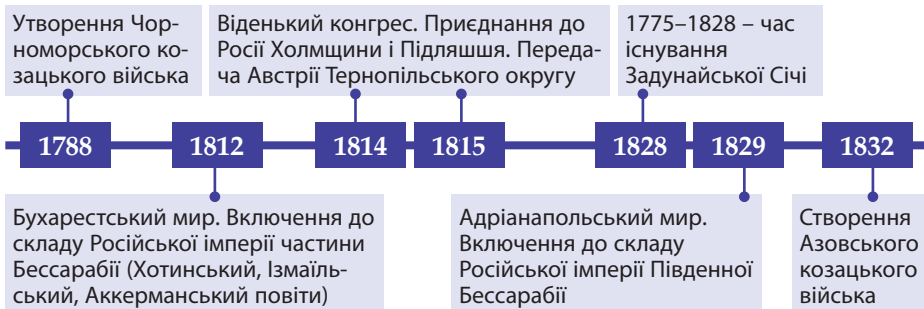 Утворення Чор-
номорського ко-
зацького війська
Віденький конгрес. Приєднання до
Росії Холмщини і Підляшшя. Переда-
ча Австрії Тернопільського округу
1775–1828 – час
існування
Задунайської Січі
1788
1812
1814
1815
1828
1829
1832
Бухарестський мир. Включення до
складу Російської імперії частини
Бессарабії (Хотинський, Ізмаїль-
ський, Аккерманський повіти)
Адріанапольський мир.
Включення до складу
Російської імперії Південної
Бессарабії
Створення
Азовського
козацького
війська